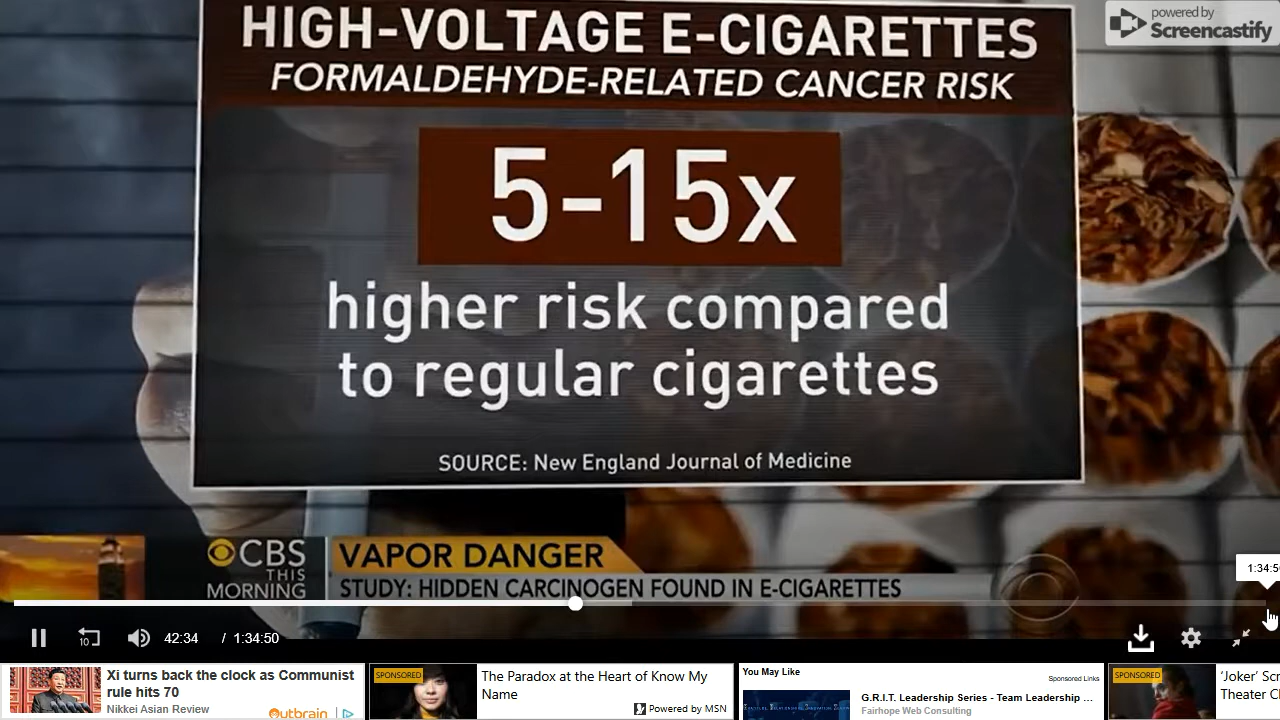 powered by
Screencastify
HIGH-VOLTAGE E-CIGARETTES
FORMALDEHYDE-RELATED CANCER RISK
5-15x
higher risk compared
to regular cigarettes
SOURCE: New England Journal of Medicine
CBS
THIS
MORNING
VAPOR DANGER
STUDY: HIDDEN CARCINOGEN FOUND IN E-CIGARETTES
1:34:5
10
42:34 / 1:34:50
Xi turns back the clock as Communist
rule hits 70
Nikkei Asian Review
Outbrain
SPONSORED
The Paradox at the Heart of Know My
Name
Powered by MSN
You May Like
Sponsored Links
G.R.I.T. Leadership Series - Team Leadership ...
Fairhope Web Consulting
SPONSORED
'Joker' Sc
Theater C